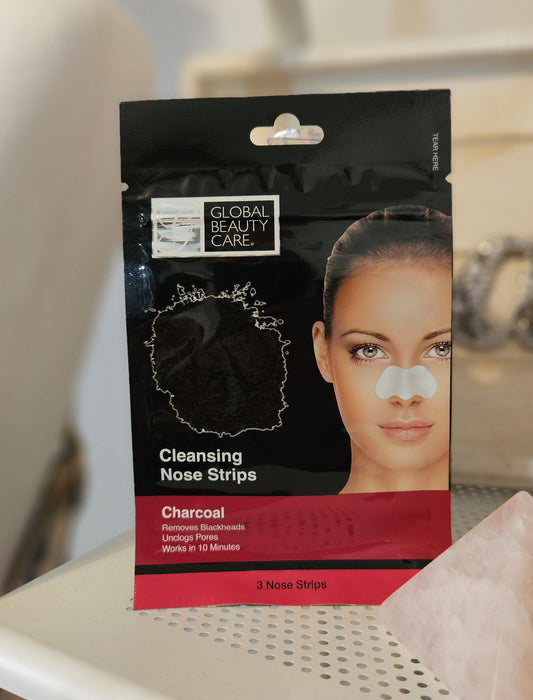 TEAR HERE
GLOBAL
BEAUTY
CARE®
Cleansing
Nose Strips
Charcoal
Removes Blackheads
Unclogs Pores
Works in 10 Minutes
3 Nose Strips